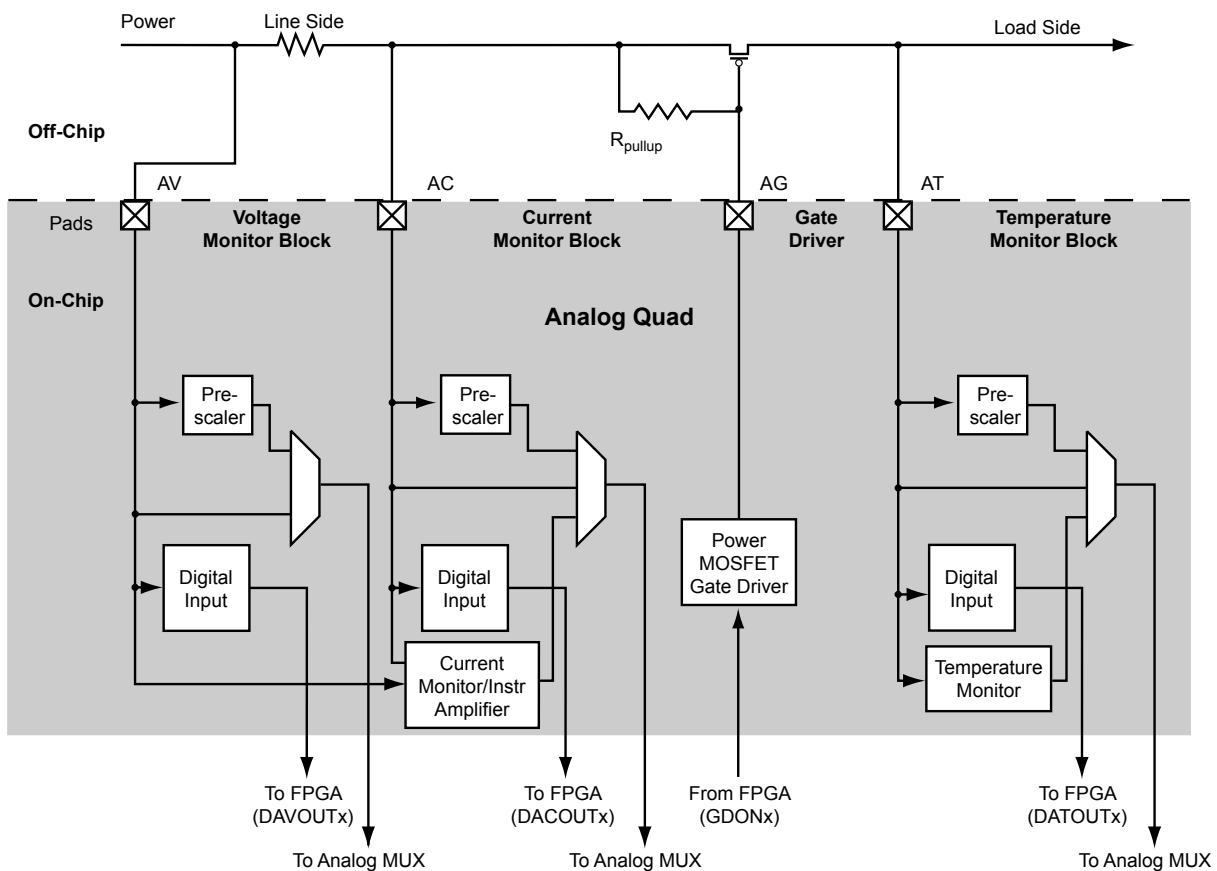 Power
Line Side
Load Side
Rpullup
Off-Chip
AV
AC
AG
AT
Pads
Voltage
Monitor Block
Current
Monitor Block
Gate
Driver
Temperature
Monitor Block
On-Chip
Analog Quad
Pre-
scaler
Pre-
scaler
Pre-
scaler
Digital
Input
Digital
Input
Power
MOSFET
Gate Driver
Digital
Input
Current
Monitor/Instr
Amplifier
Temperature
Monitor
To FPGA
(DAVOUTx)
To FPGA
(DACOUTx)
From FPGA
(GDONx)
To FPGA
(DATOUTx)
To Analog MUX
To Analog MUX
To Analog MUX